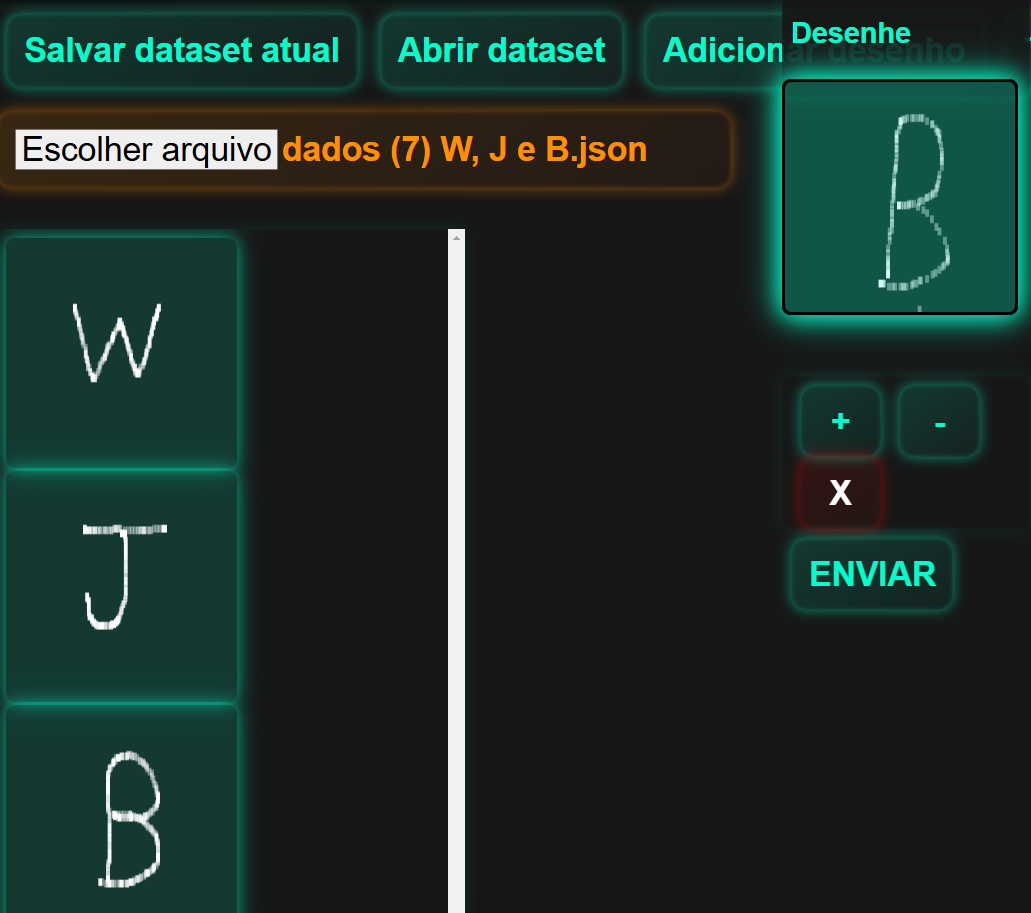 Salvar dataset atual
Abrir dataset
Adicionar desenho
Desenhe
Escolher arquivo dados (7) W, J e B.json
B
W
+ -
X
J
ENVIAR
B